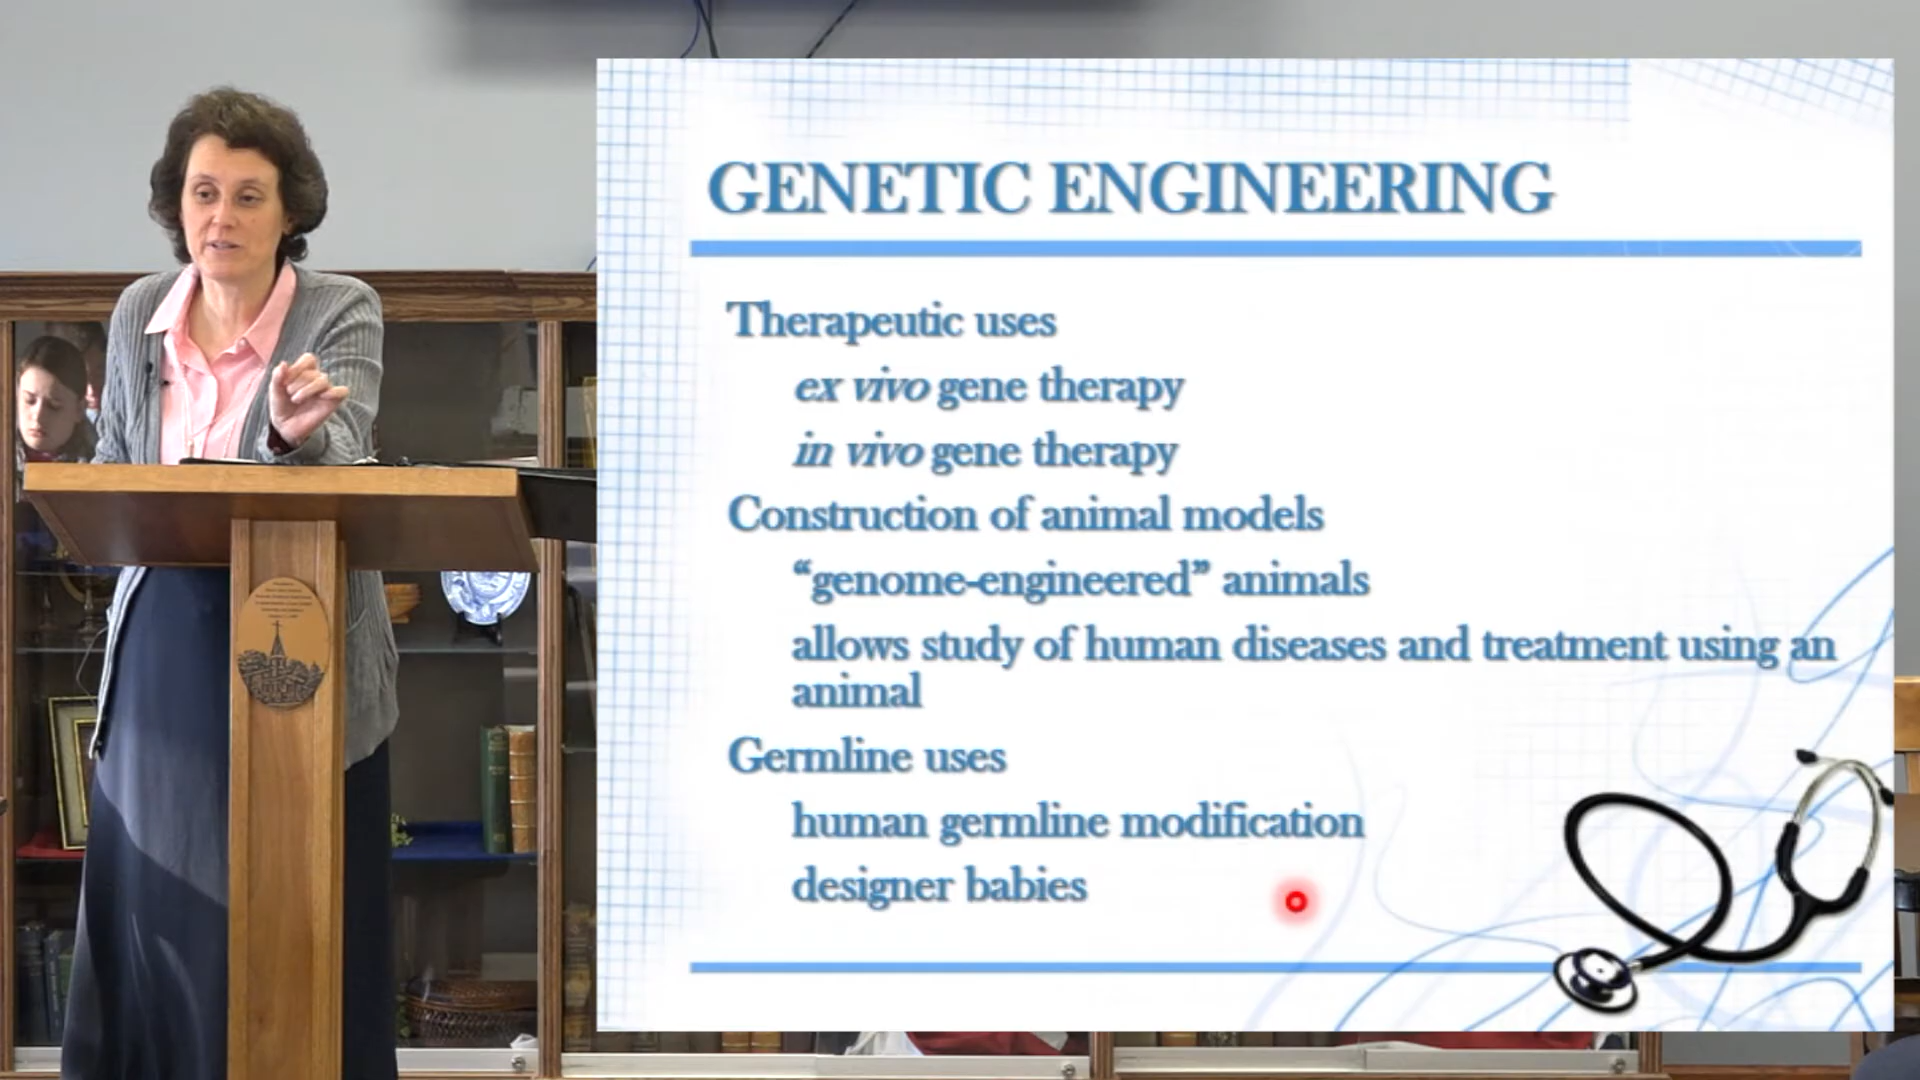 GENETIC ENGINEERING
Therapeutic uses
ex vivo gene therapy
in vivo gene therapy
Construction of animal models
“genome-engineered” animals
allows study of human diseases and treatment using an
animal
Germline uses
human germline modification
designer babies